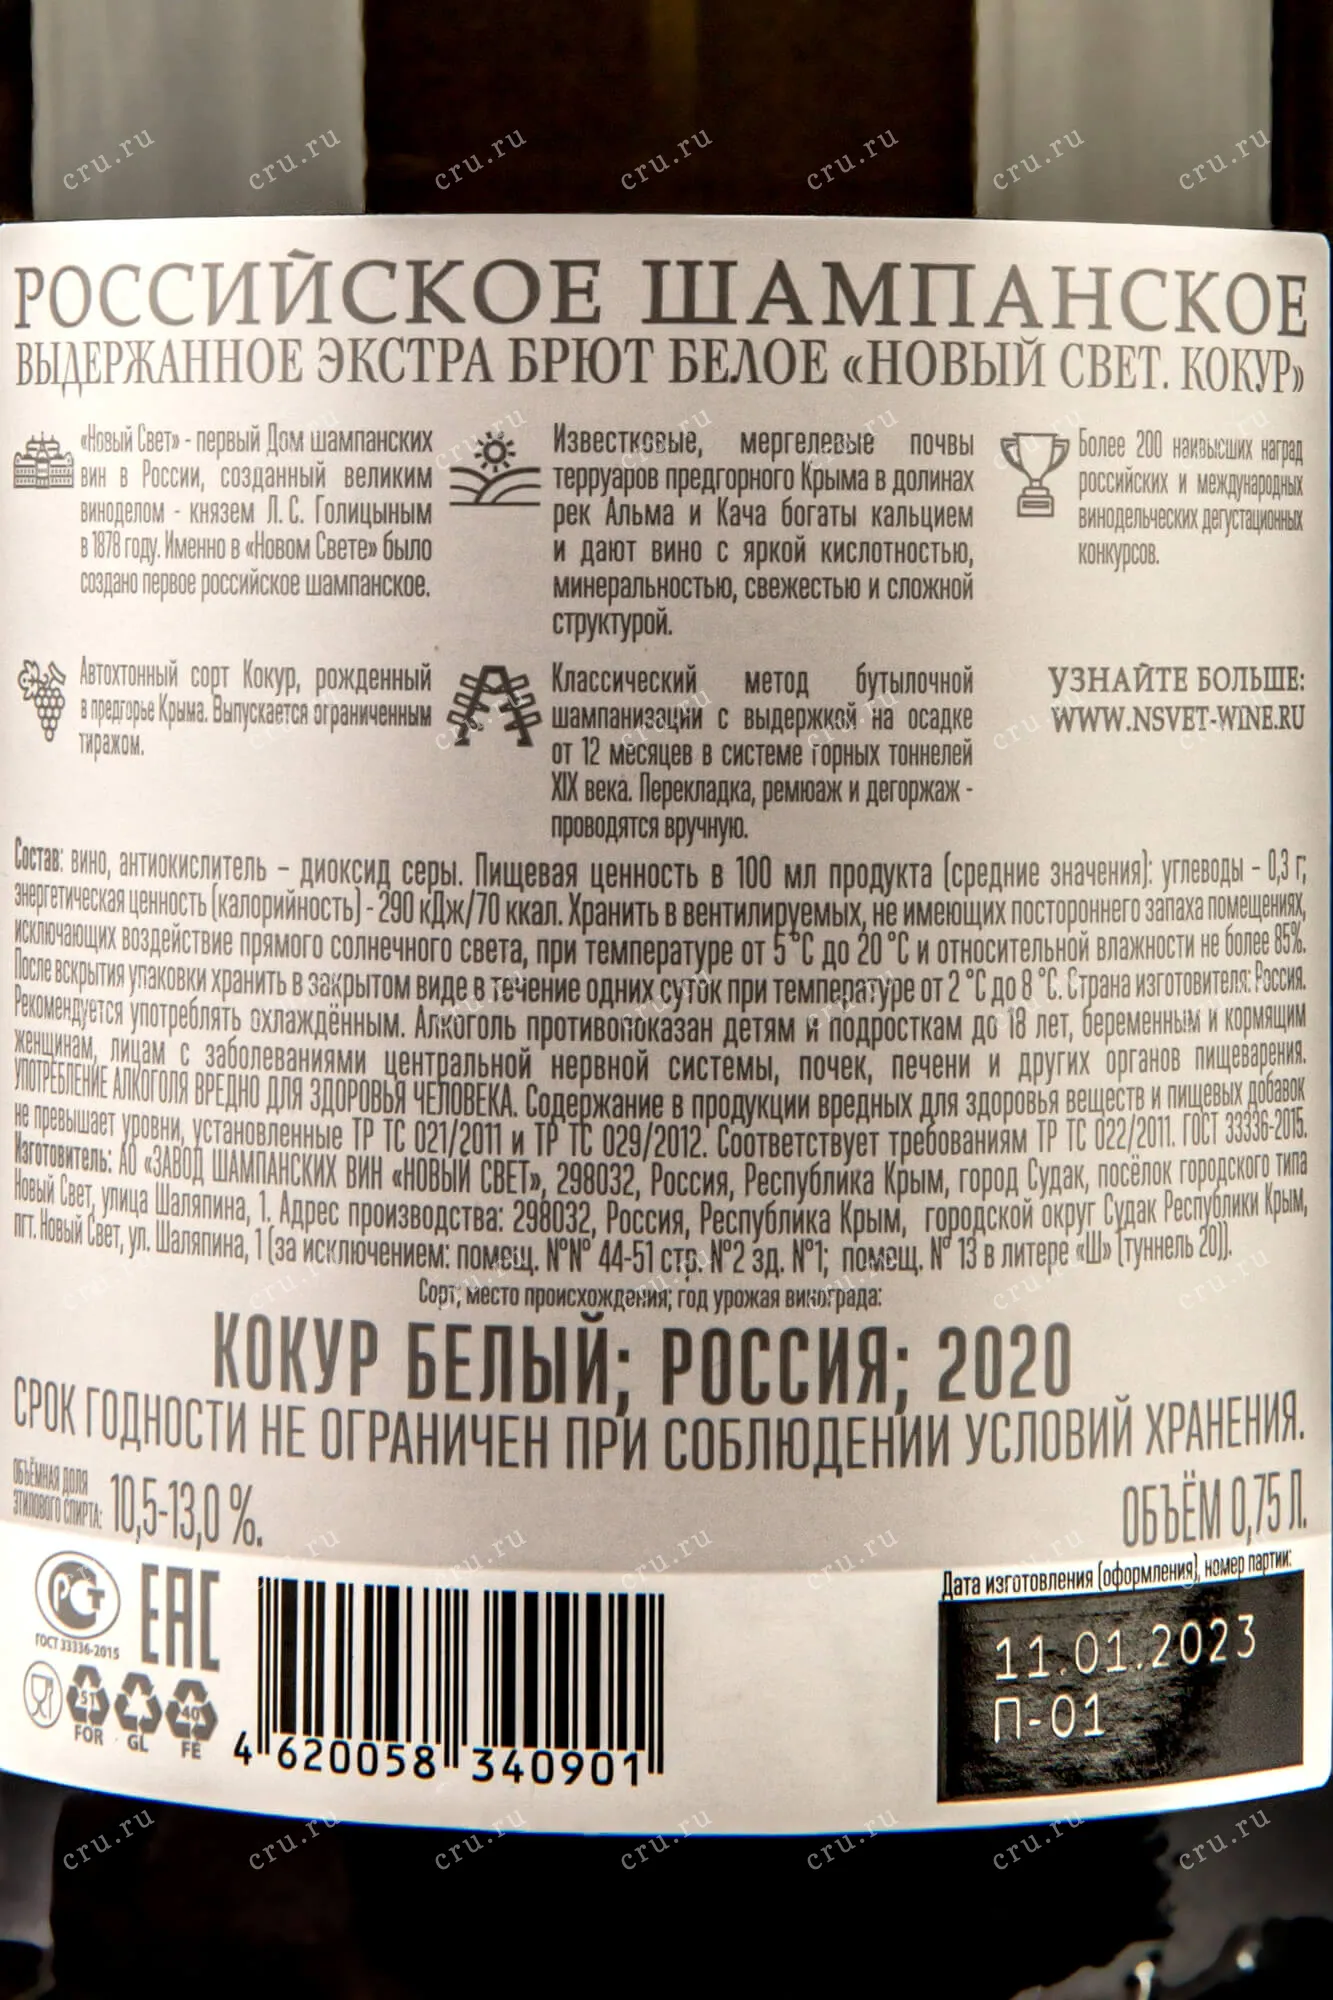 РОССИЙСКОЕ ШАМПАНСКОЕ
ВЫДЕРЖАННОЕ ЭКСТРА БРЮТ БЕЛОЕ «НОВЫЙ СВЕТ. КОКУР»
«Новый Свет» - первый Дом шампанских
вин в России, созданный великим
виноделом - князем Л. С. Голицыным
в 1878 году. Именно в «Новом Свете» было
создано первое российское шампанское.
Известковые, мергелевые почвы
терруаров предгорного Крыма в долинах
рек Альма и Кача богаты кальцием
и дают вино с яркой кислотностью,
минеральностью, свежестью и сложной
структурой.
Более 200 наивысших наград
российских и международных
винодельческих дегустационных
конкурсов.
Автохтонный сорт Кокур, рожденный
в предгорье Крыма. Выпускается ограниченным
тиражом.
Классический метод бутылочной
шампанизации с выдержкой на осадке
от 12 месяцев в системе горных тоннелей
XIX века. Перекладка, ремюаж и дегоржаж -
проводятся вручную.
УЗНАЙТЕ БОЛЬШЕ:
WWW.NSVET-WINE.RU
Состав: вино, антиокислитель – диоксид серы. Пищевая ценность в 100 мл продукта (средние значения): углеводы - 0,3 г;
энергетическая ценность (калорийность) - 290 кДж/70 ккал. Хранить в вентилируемых, не имеющих постороннего запаха помещениях,
исключающих воздействие прямого солнечного света, при температуре от 5 °С до 20 °С и относительной влажности не более 85%.
После вскрытия упаковки хранить в закрытом виде в течение одних суток при температуре от 2 °С до 8 °С. Страна изготовителя: Россия.
Рекомендуется употреблять охлаждённым. Алкоголь противопоказан детям и подросткам до 18 лет, беременным и кормящим
женщинам, лицам с заболеваниями центральной нервной системы, почек, печени и других органов пищеварения.
УПОТРЕБЛЕНИЕ АЛКОГОЛЯ ВРЕДНО ДЛЯ ЗДОРОВЬЯ ЧЕЛОВЕКА. Содержание в продукции вредных для здоровья веществ и пищевых добавок
не превышает уровни, установленные ТР ТС 021/2011 и ТР ТС 029/2012. Соответствует требованиям ТР ТС 022/2011. ГОСТ 33336-2015.
Изготовитель: АО «ЗАВОД ШАМПАНСКИХ ВИН «НОВЫЙ СВЕТ», 298032, Россия, Республика Крым, город Судак, посёлок городского типа
Новый Свет, улица Шаляпина, 1. Адрес производства: 298032, Россия, Республика Крым, городской округ Судак Республики Крым,
пгт. Новый Свет, ул. Шаляпина, 1 (за исключением: помещ. №№ 44-51 стр. №2 зд. №1; помещ. № 13 в литере «Ш» (туннель 20)).
Сорт; место происхождения; год урожая винограда:
КОКУР БЕЛЫЙ; РОССИЯ; 2020
СРОК ГОДНОСТИ НЕ ОГРАНИЧЕН ПРИ СОБЛЮДЕНИИ УСЛОВИЙ ХРАНЕНИЯ.
ОБЪЁМНАЯ ДОЛЯ
ЭТИЛОВОГО СПИРТА: 10,5-13,0 %.
ОБЪЁМ 0,75 Л.
РСТ
ГОСТ 33336-2015
ЕАС
51
FOR
GL
40
FE
4 620058 340901
Дата изготовления (оформления), номер партии:
11.01.2023
П-01
cru.ru